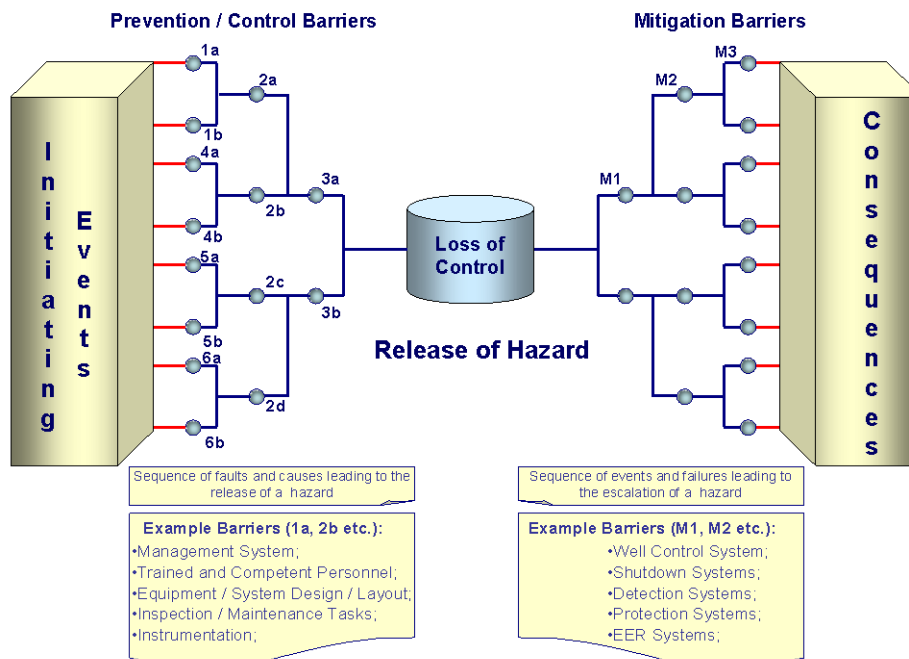 Prevention / Control Barriers
Mitigation Barriers
Initiating
Events
1a
2a
1b
4a
3a
2b
4b
5a
2c
3b
5b
6a
2d
6b
Loss of
Control
Release of Hazard
M3
M2
M1
Consequences
Sequence of faults and causes leading to the
release of a hazard
Sequence of events and failures leading to
the escalation of a hazard
Example Barriers (1a, 2b etc.):
•Management System;
•Trained and Competent Personnel;
•Equipment / System Design / Layout;
•Inspection / Maintenance Tasks;
•Instrumentation;
Example Barriers (M1, M2 etc.):
•Well Control System;
•Shutdown Systems;
•Detection Systems;
•Protection Systems;
•EER Systems;